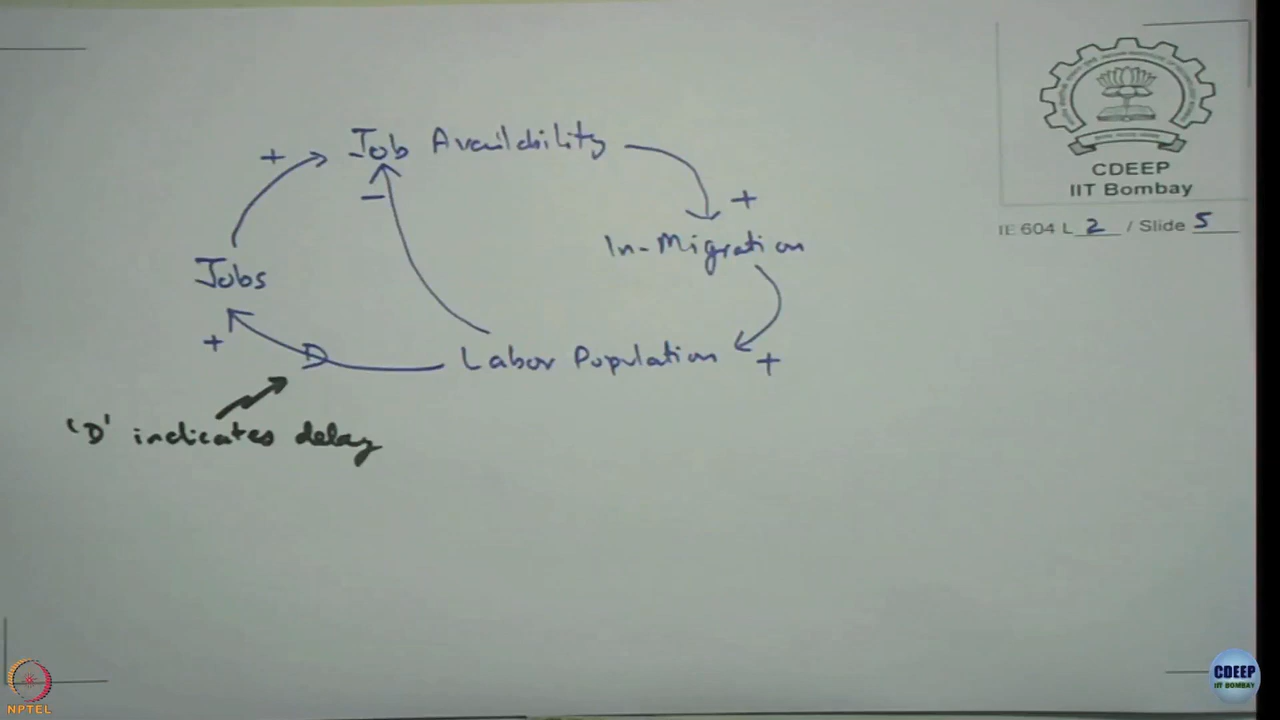 CDEEP
IIT Bombay
IE 604 L 2 / Slide 5
+ Job Availability
-
+
In-Migration
Jobs
+
D
Labor Population
+
'D' indicates delay
NPTEL
CDEEP
IIT BOMBAY